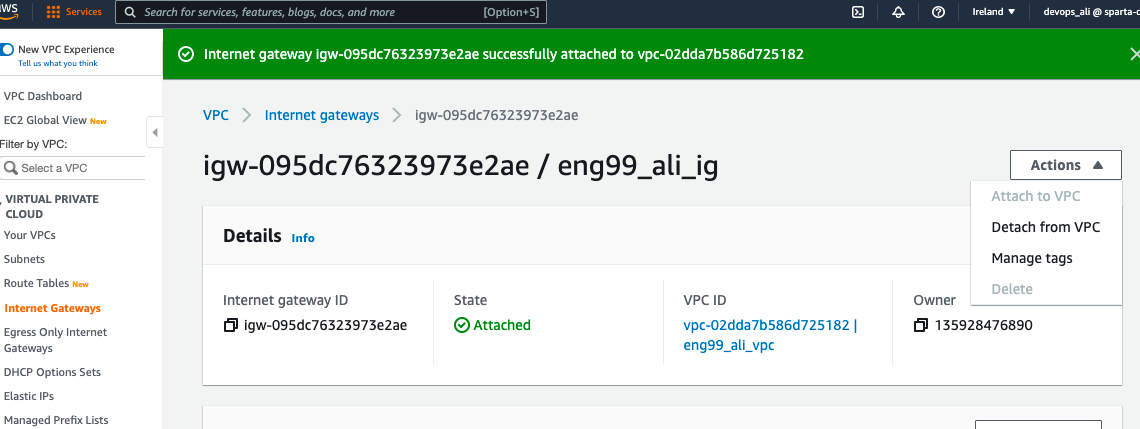 aws
Services
Search for services, features, blogs, docs, and more
[Option+S]
Ireland
devops_ali @ sparta-
New VPC Experience
Tell us what you think
Internet gateway igw-095dc76323973e2ae successfully attached to vpc-02dda7b586d725182
VPC Dashboard
EC2 Global View New
Filter by VPC:
Select a VPC
VIRTUAL PRIVATE
CLOUD
Your VPCs
Subnets
Route Tables New
Internet Gateways
Egress Only Internet
Gateways
DHCP Options Sets
Elastic IPs
Managed Prefix Lists
VPC
Internet gateways
igw-095dc76323973e2ae
igw-095dc76323973e2ae / eng99_ali_ig
Actions
Attach to VPC
Detach from VPC
Manage tags
Delete
Details Info
Internet gateway ID
igw-095dc76323973e2ae
State
Attached
VPC ID
vpc-02dda7b586d725182 |
eng99_ali_vpc
Owner
135928476890